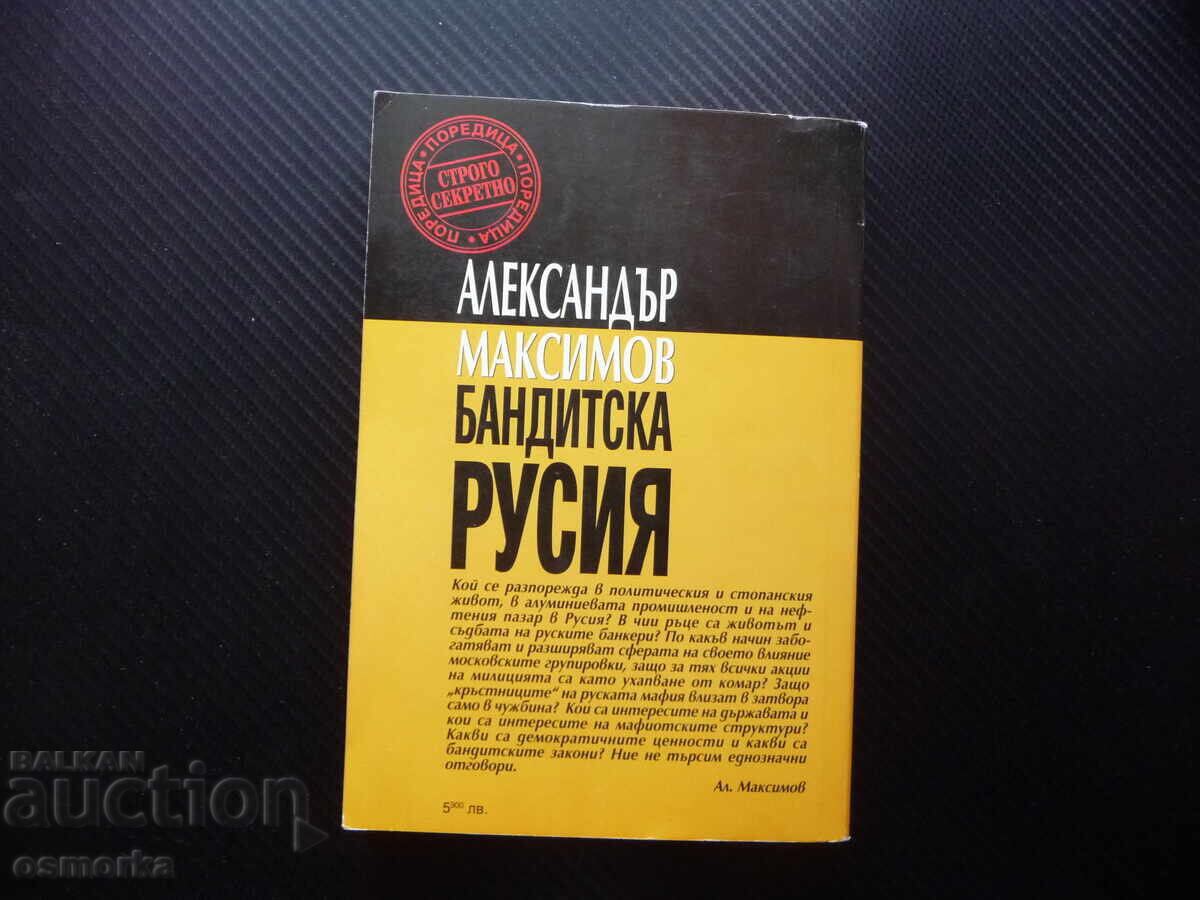 ПОРЕДИЦА • ПОРЕДИЦА • ПОРЕДИЦА • ПОРЕДИЦА •
СТРОГО
СЕКРЕТНО
АЛЕКСАНДЪР
МАКСИМОВ
БАНДИТСКА
РУСИЯ
Кой се разпорежда в политическия и стопанския
живот, в алуминиевата промишленост и на неф-
тения пазар в Русия? В чии ръце са животът и
съдбата на руските банкери? По какъв начин забо-
гатяват и разширяват сферата на своето влияние
московските групировки, защо за тях всички акции
на милицията са като ухапване от комар? Защо
„кръстниците“ на руската мафия влизат в затвора
само в чужбина? Кои са интересите на държавата и
кои са интересите на мафиотските структури?
Какви са демократичните ценности и какви са
бандитските закони? Ние не търсим еднозначни
отговори.
Ал. Максимов
5900 лв.
BALKAN
auction
osmorka